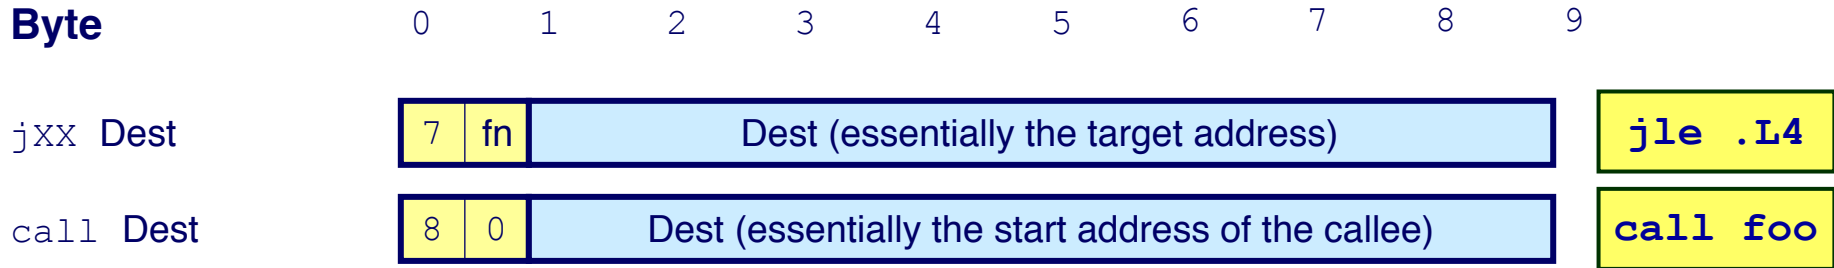 Byte 0 1 2 3 4 5 6 7 8 9
jXX Dest 7 fn Dest (essentially the target address) jle .L4
call Dest 8 0 Dest (essentially the start address of the callee) call foo